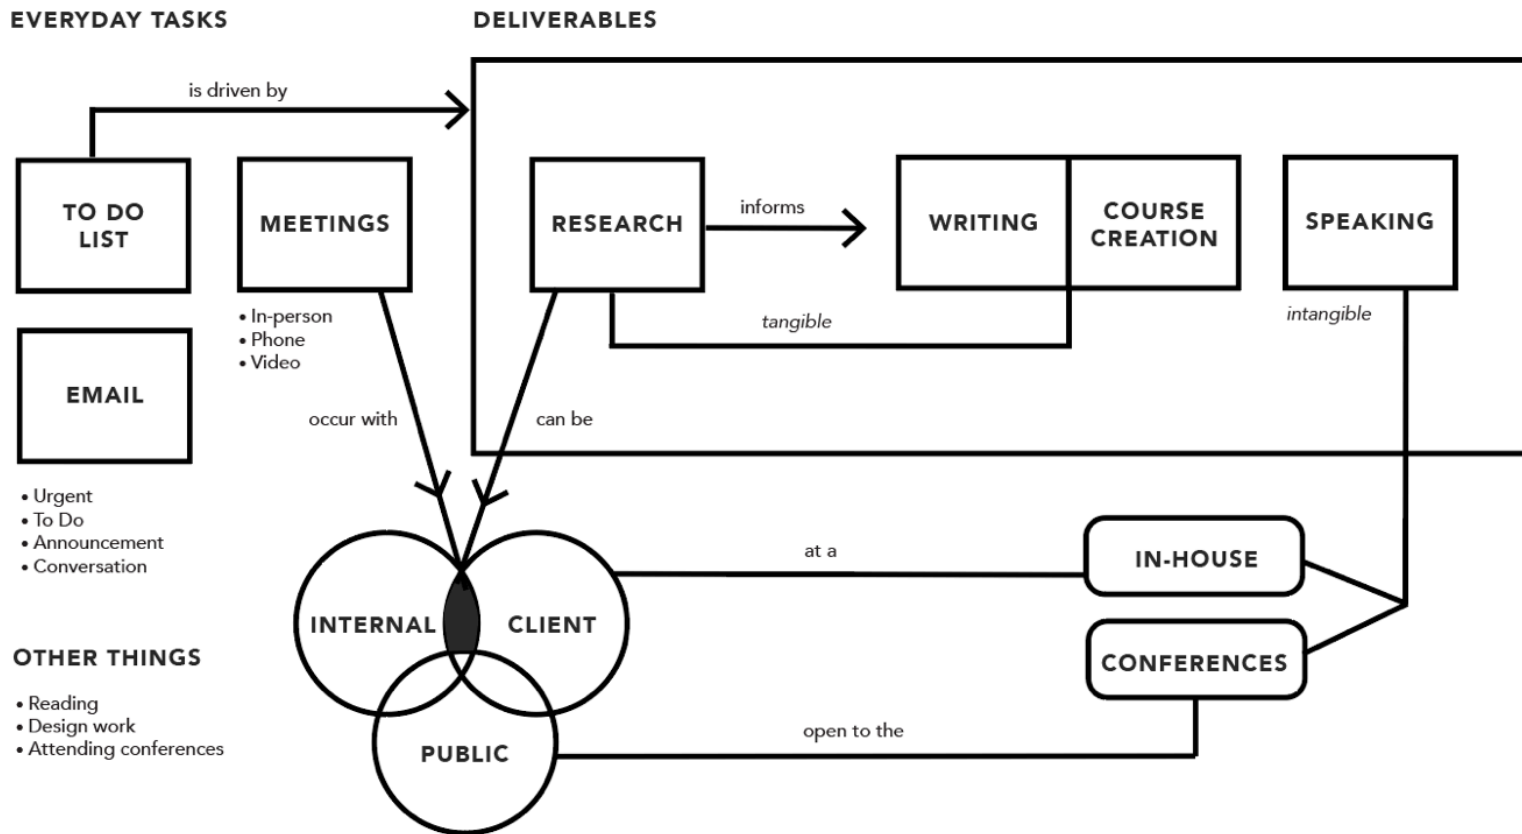 EVERYDAY TASKS
DELIVERABLES
is driven by
TO DO
LIST
MEETINGS
RESEARCH
informs
WRITING
COURSE
CREATION
SPEAKING
• In-person
• Phone
• Video
tangible
intangible
EMAIL
occur with
can be
• Urgent
• To Do
• Announcement
• Conversation
at a
IN-HOUSE
INTERNAL
CLIENT
OTHER THINGS
CONFERENCES
• Reading
• Design work
• Attending conferences
open to the
PUBLIC